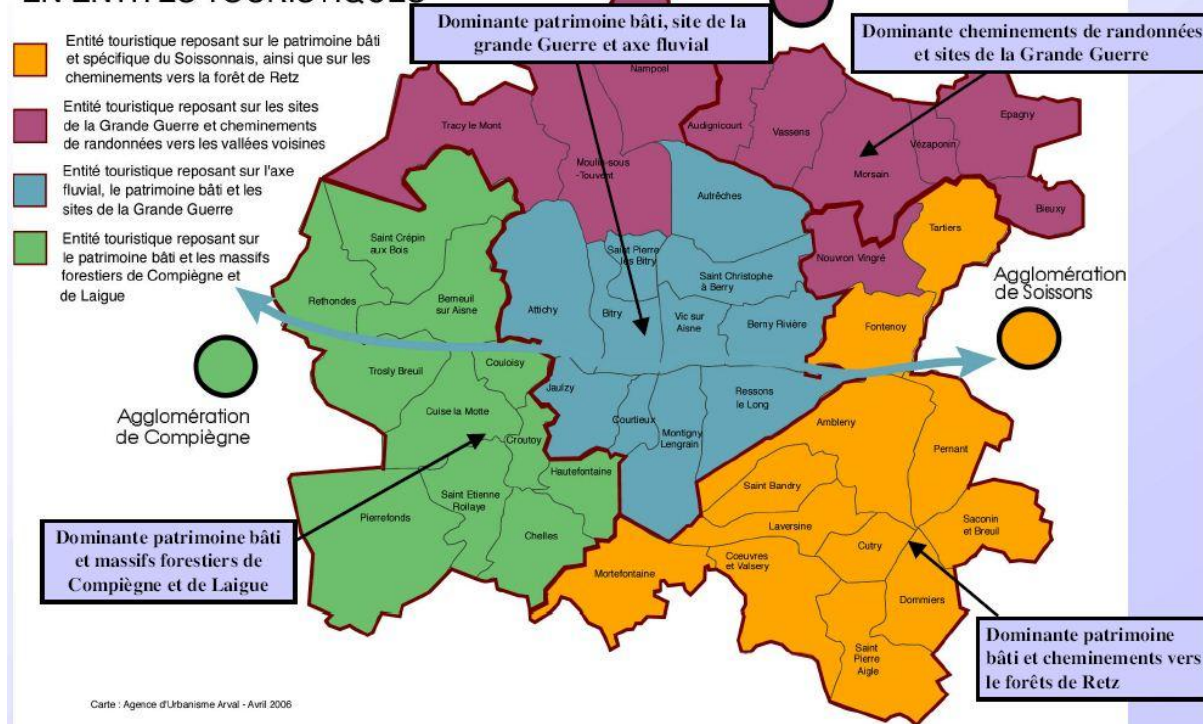 EN ENTITES TOURISTIQUES
Entité touristique reposant sur le patrimoine bâti
et spécifique du Soissonnais, ainsi que sur les
cheminements vers la forêt de Retz
Entité touristique reposant sur les sites
de la Grande Guerre et cheminements
de randonnées vers les vallées voisines
Entité touristique reposant sur l'axe
fluvial, le patrimoine bâti et les
sites de la Grande Guerre
Entité touristique reposant sur
le patrimoine bâti et les massifs
forestiers de Compiègne et
de Laigue
Dominante patrimoine bâti, site de la
grande Guerre et axe fluvial
Dominante cheminements de randonnées
et sites de la Grande Guerre
Nampcel
Tracy le Mont
Moulin-sous
-Touvent
Audignicourt
Vassens
Morsain
Vézaponin
Epagny
Bieuxy
Autrêches
Tartiers
Nouvron Vingré
Saint Crépin
aux Bois
Saint Pierre
lès Bitry
Saint Christophe
à Berry
Agglomération
de Soissons
Rethondes
Berneuil
sur Aisne
Attichy
Bitry
Vic sur
Aisne
Berny Rivière
Fontenoy
Trosly Breuil
Couloisy
Jaulzy
Ressons
le Long
Agglomération
de Compiègne
Cuise la Motte
Croutoy
Courtieux
Montigny
Lengrain
Ambleny
Pernant
Hautefontaine
Saint Bandry
Pierrefonds
Saint Etienne
Roilaye
Chelles
Laversine
Cutry
Saconin
et Breuil
Dominante patrimoine bâti
et massifs forestiers de
Compiègne et de Laigue
Mortefontaine
Coeuvres
et Valsery
Dommiers
Saint
Pierre
Aigle
Dominante patrimoine
bâti et cheminements vers
le forêts de Retz
Carte : Agence d'Urbanisme Arval - Avril 2006